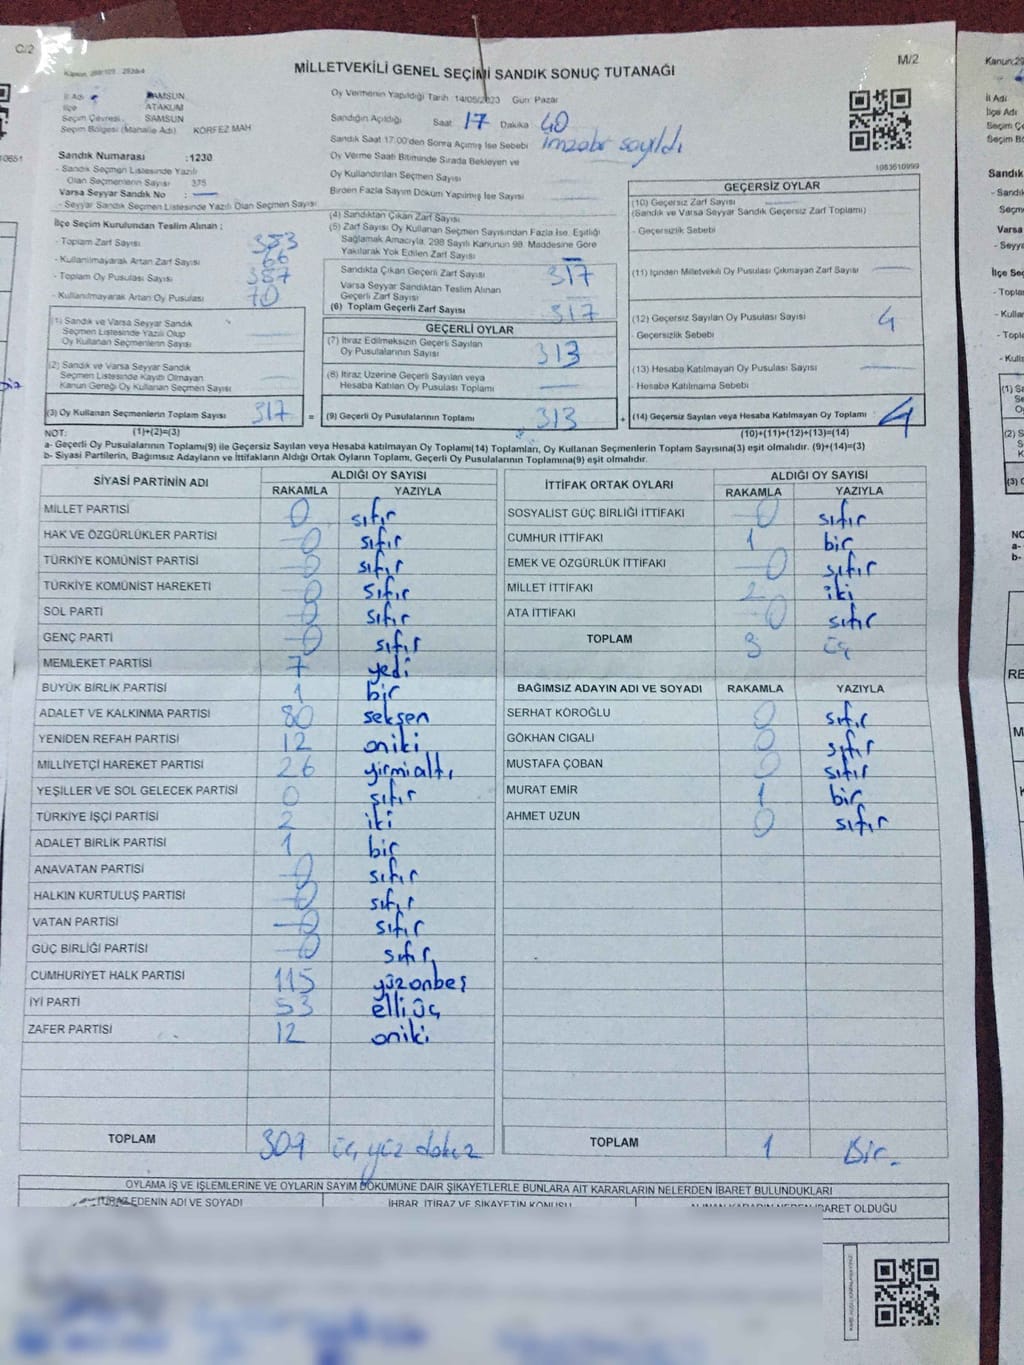 C/2
M/2
MİLLETVEKİLİ GENEL SEÇİMİ SANDIK SONUÇ TUTANAĞI
İl Adı SAMSUN
İlçe ATAKUM
Seçim Çevresi : SAMSUN
Seçim Bölgesi (Mahalle Adı) KÖRFEZ MAH
Sandık Numarası : 1230
- Sandık Seçmen Listesinde Yazılı
Olan Seçmenlerin Sayısı 375
Varsa Seyyar Sandık No :
- Seyyar Sandık Seçmen Listesinde Yazılı Olan Seçmen Sayısı
Oy Vermenin Yapıldığı Tarih 14/05/2023 Gün: Pazar
Sandığın Açıldığı Saat 17 Dakika 40
Sandık Saat 17:00'den Sonra Açımış İse Sebebi imzalar sayıldı
Oy Verme Saati Bitiminde Sırada Bekleyen ve
Oy Kullandırılan Seçmen Sayısı
Birden Fazla Sayım Döküm Yapılmış İse Sayısı
1083610999
İlçe Seçim Kurulundan Teslim Alınan :
- Toplam Zarf Sayısı 383
- Kullanılmayarak Artan Zarf Sayısı 66
- Toplam Oy Pusulası Sayısı 387
- Kullanılmayarak Artan Oy Pusulası 70
(1) Sandık ve Varsa Seyyar Sandık
Seçmen Listesinde Yazılı Olup
Oy Kullanan Seçmenlerin Sayısı
(2) Sandık ve Varsa Seyyar Sandık
Seçmen Listesinde Kayıtlı Olmayan
Kanun Gereği Oy Kullanan Seçmen Sayısı
(3) Oy Kullanan Seçmenlerin Toplam Sayısı 317 =
(4) Sandıktan Çıkan Zarf Sayısı
(5) Zarf Sayısı Oy Kullanan Seçmen Sayısından Fazla İse, Eşitliği
Sağlamak Amacıyla, 298 Sayılı Kanunun 98. Maddesine Göre
Yakılarak Yok Edilen Zarf Sayısı
Sandıkta Çıkan Geçerli Zarf Sayısı 317
Varsa Seyyar Sandıktan Teslim Alınan
Geçerli Zarf Sayısı
(6) Toplam Geçerli Zarf Sayısı 317
GEÇERLİ OYLAR
(7) İtiraz Edilmeksizin Geçerli Sayılan
Oy Pusulalarının Sayısı 313
(8) İtiraz Üzerine Geçerli Sayılan veya
Hesaba Katılan Oy Pusulası Toplamı
(9) Geçerli Oy Pusulalarının Toplamı 313 +
GEÇERSİZ OYLAR
(10) Geçersiz Zarf Sayısı
(Sandık ve Varsa Seyyar Sandık Geçersiz Zarf Toplamı)
- Geçersizlik Sebebi
(11) İçinden Milletvekili Oy Pusulası Çıkmayan Zarf Sayısı
(12) Geçersiz Sayılan Oy Pusulası Sayısı 4
- Geçersizlik Sebebi
(13) Hesaba Katılmayan Oy Pusulası Sayısı
- Hesaba Katılmama Sebebi
(14) Geçersiz Sayılan veya Hesaba Katılmayan Oy Toplamı 4
NOT: (1)+(2)=(3) (10)+(11)+(12)+(13)=(14)
a- Geçerli Oy Pusulalarının Toplamı(9) ile Geçersiz Sayılan veya Hesaba katılmayan Oy Toplamı(14) Toplamları, Oy Kullanan Seçmenlerin Toplam Sayısına(3) eşit olmalıdır. (9)+(14)=(3)
b- Siyasi Partilerin, Bağımsız Adayların ve İttifakların Aldığı Ortak Oyların Toplamı, Geçerli Oy Pusulalarının Toplamına(9) eşit olmalıdır.
SİYASİ PARTİNİN ADI ALDIĞI OY SAYISI
RAKAMLA YAZIYLA
MİLLET PARTİSİ 0 sıfır
HAK VE ÖZGÜRLÜKLER PARTİSİ 0 sıfır
TÜRKİYE KOMÜNİST PARTİSİ 0 sıfır
TÜRKİYE KOMÜNİST HAREKETİ 0 sıfır
SOL PARTİ 0 sıfır
GENÇ PARTİ 0 sıfır
MEMLEKET PARTİSİ 7 yedi
BÜYÜK BİRLİK PARTİSİ 1 bir
ADALET VE KALKINMA PARTİSİ 80 seksen
YENİDEN REFAH PARTİSİ 12 oniki
MİLLİYETÇİ HAREKET PARTİSİ 26 yirmialtı
YEŞİLLER VE SOL GELECEK PARTİSİ 0 sıfır
TÜRKİYE İŞÇİ PARTİSİ 2 iki
ADALET BİRLİK PARTİSİ 1 bir
ANAVATAN PARTİSİ 0 sıfır
HALKIN KURTULUŞ PARTİSİ 0 sıfır
VATAN PARTİSİ 0 sıfır
GÜÇ BİRLİĞİ PARTİSİ 0 sıfır
CUMHURİYET HALK PARTİSİ 115 yüzonbeş
İYİ PARTİ 53 elliüç
ZAFER PARTİSİ 12 oniki
TOPLAM 309 üç yüz dokuz
İTTİFAK ORTAK OYLARI ALDIĞI OY SAYISI
RAKAMLA YAZIYLA
SOSYALİST GÜÇ BİRLİĞİ İTTİFAKI 0 sıfır
CUMHUR İTTİFAKI 1 bir
EMEK VE ÖZGÜRLÜK İTTİFAKI 0 sıfır
MİLLET İTTİFAKI 2 iki
ATA İTTİFAKI 0 sıfır
TOPLAM 3 üç
BAĞIMSIZ ADAYIN ADI VE SOYADI RAKAMLA YAZIYLA
SERHAT KÖROĞLU 0 sıfır
GÖKHAN CIGALI 0 sıfır
MUSTAFA ÇOBAN 0 sıfır
MURAT EMİR 1 bir
AHMET UZUN 0 sıfır
TOPLAM 1 Bir.
OYLAMA İŞ VE İŞLEMLERİNE VE OYLARIN SAYIM DÖKÜMÜNE DAİR ŞİKAYETLERLE BUNLARA AİT KARARLARIN NELERDEN İBARET BULUNDUKLARI
İTİRAZ EDENİN ADI VE SOYADI İHBAR, İTİRAZ VE ŞİKAYETİN KONUSU ALINAN KARARIN NEDEN İBARET OLDUĞU